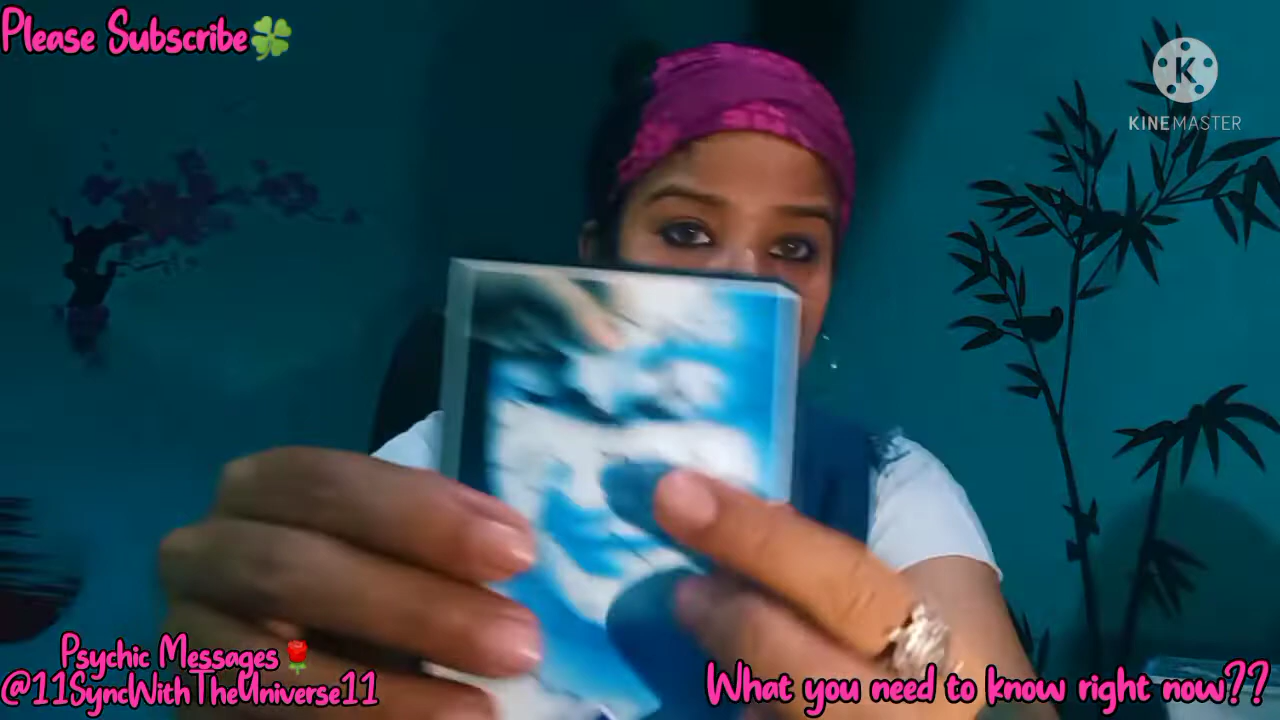 Please Subscribe🍀
KINEMASTER
Psychic Messages🌹
@11SyncWithTheUniverse11
What you need to know right now??